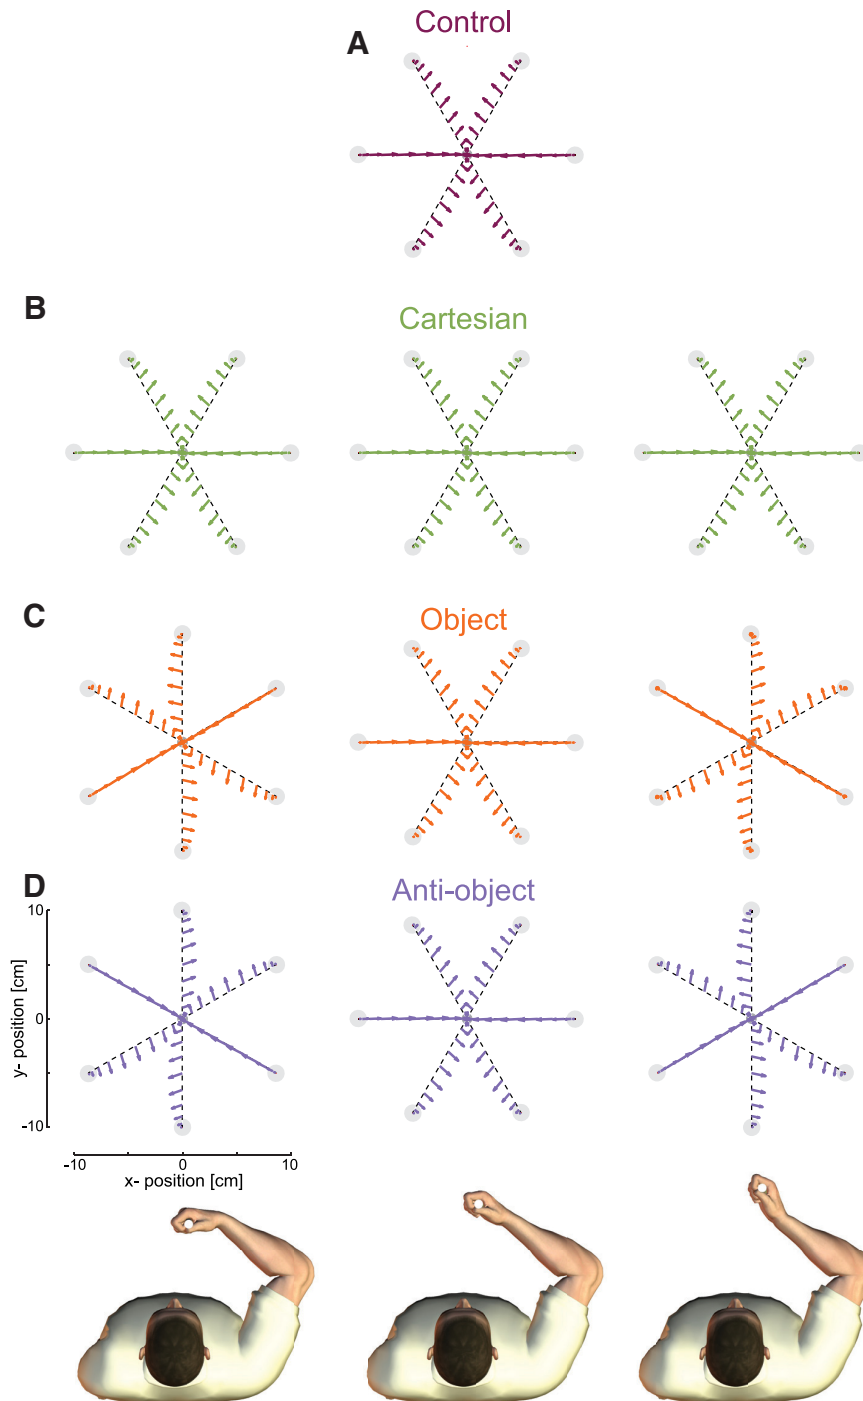 Control
A
B
Cartesian
C
Object
D
Anti-object
10
0
-10
y- position [cm]
-10
0
10
x- position [cm]